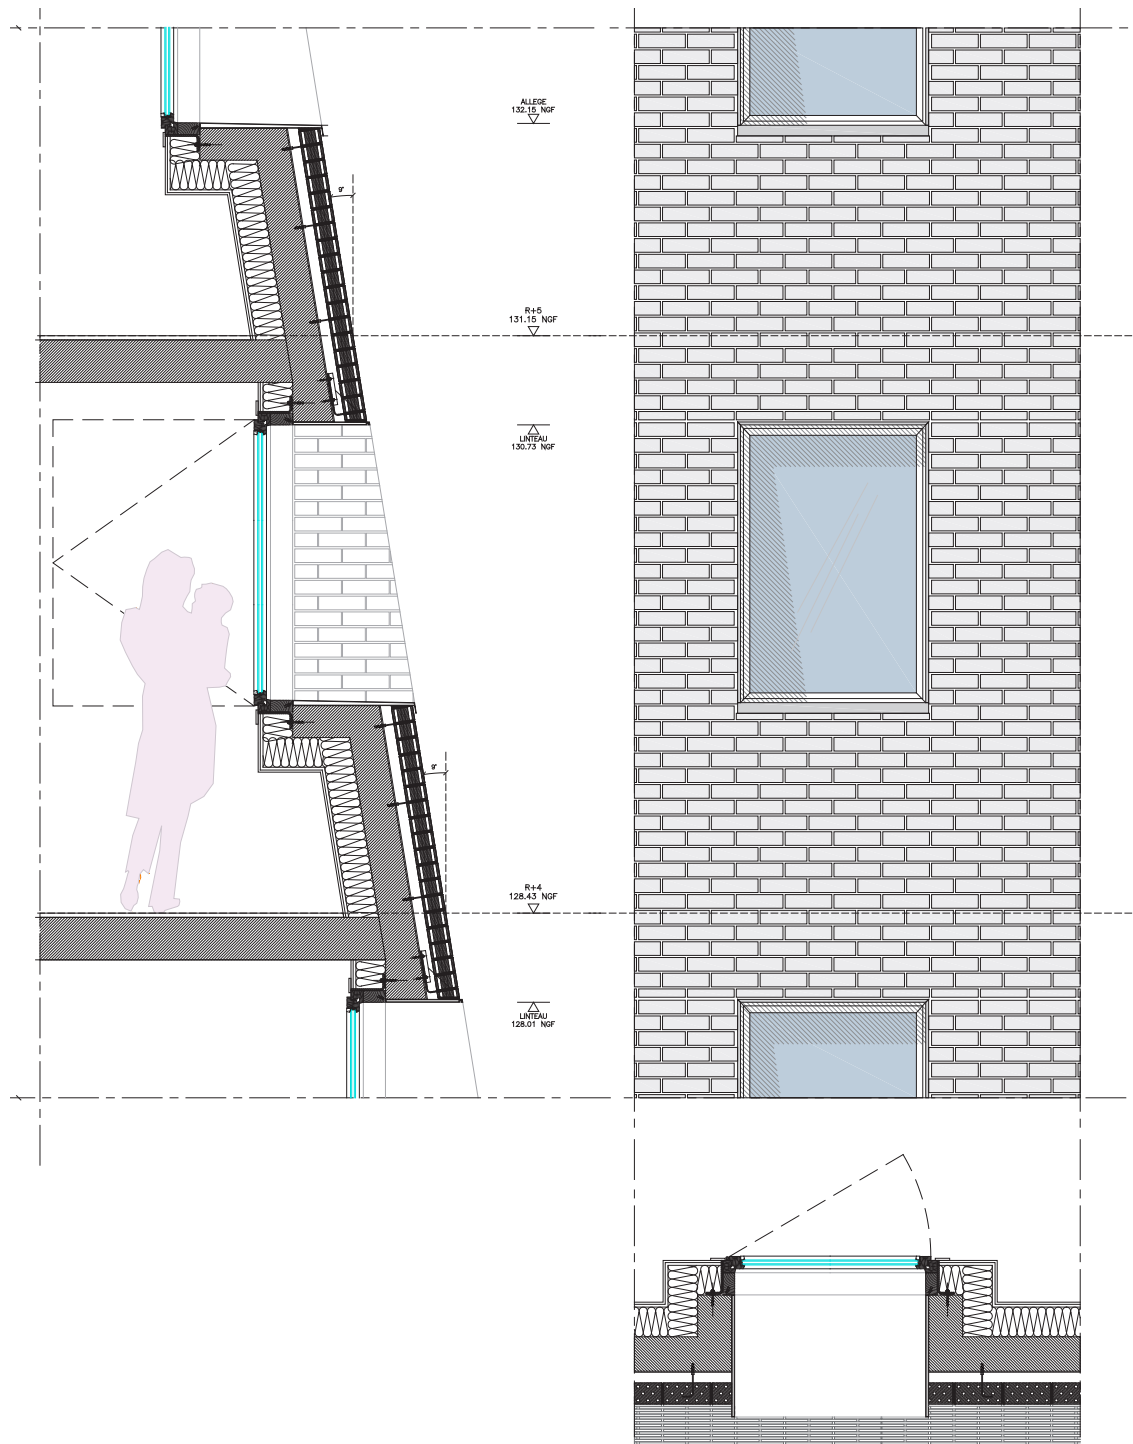 ALLEGE
132.15 NGF
9°
R+5
131.15 NGF
LINTEAU
130.73 NGF
9°
R+4
128.43 NGF
LINTEAU
128.01 NGF